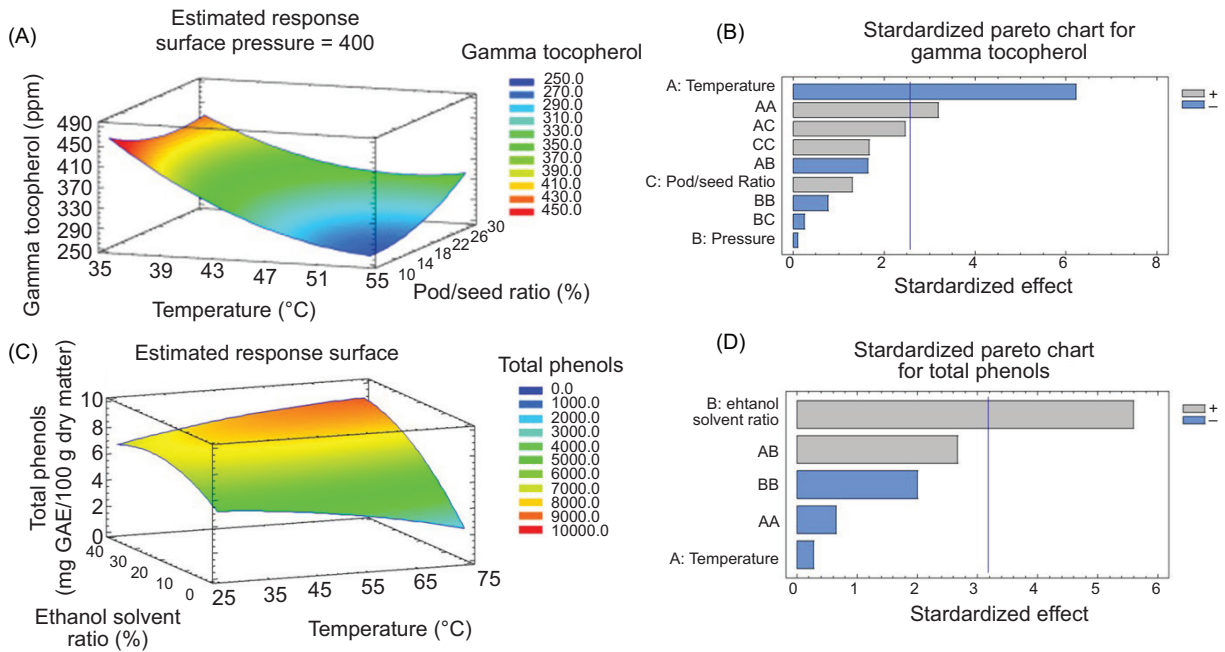 (A)
Estimated response
surface pressure = 400
Gamma tocopherol
250.0
270.0
290.0
310.0
330.0
350.0
370.0
390.0
410.0
430.0
450.0
Gamma tocopherol (ppm)
490
450
410
370
330
290
250
35 39 43 47 51 55
Temperature (°C)
10 14 18 22 26 30
Pod/seed ratio (%)
(B)
Stardardized pareto chart for
gamma tocopherol
A: Temperature
AA
AC
CC
AB
C: Pod/seed Ratio
BB
BC
B: Pressure
0 2 4 6 8
Stardardized effect
+
–
(C)
Estimated response surface
Total phenols
0.0
1000.0
2000.0
3000.0
4000.0
5000.0
6000.0
7000.0
8000.0
9000.0
10000.0
Total phenols
(mg GAE/100 g dry matter)
10
8
6
4
2
0
40 30 20 10 0
Ethanol solvent
ratio (%)
25 35 45 55 65 75
Temperature (°C)
(D)
Stardardized pareto chart
for total phenols
B: ehtanol
solvent ratio
AB
BB
AA
A: Temperature
0 1 2 3 4 5 6
Stardardized effect
+
–